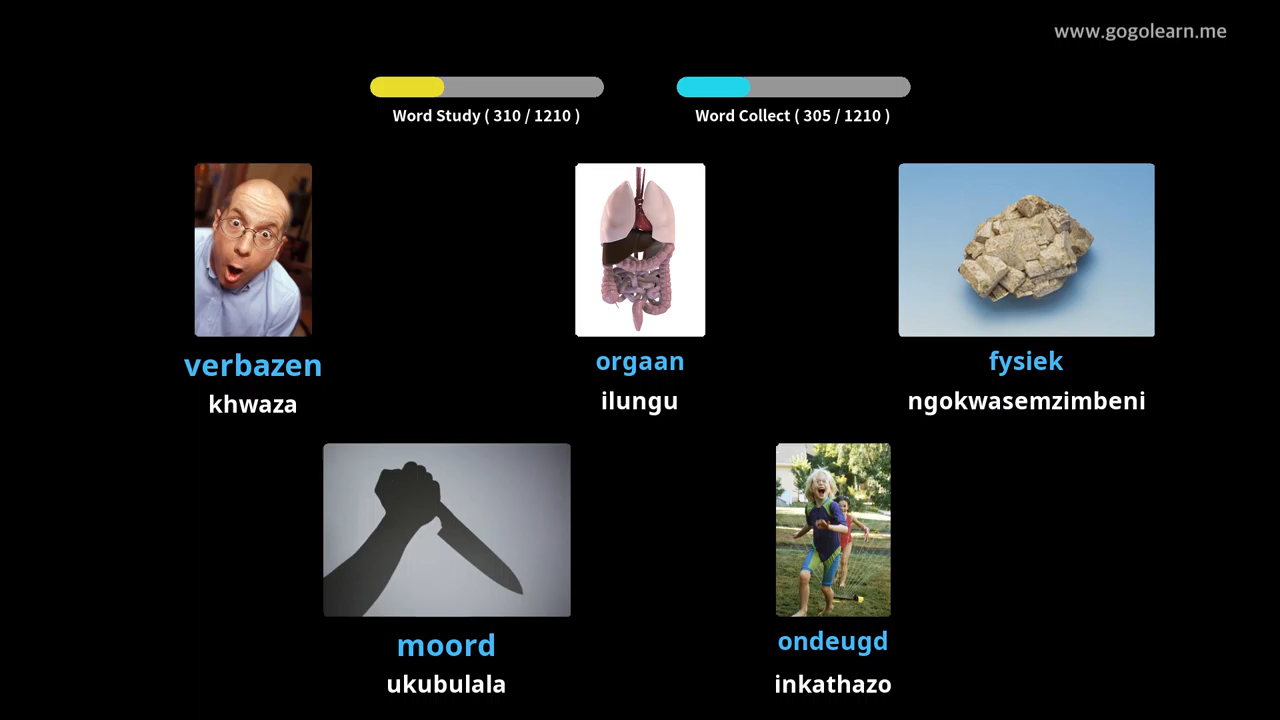 www.gogolearn.me
Word Study ( 310 / 1210 )
Word Collect ( 305 / 1210 )
verbazen
khwaza
orgaan
ilungu
fysiek
ngokwasemzimbeni
moord
ukubulala
ondeugd
inkathazo